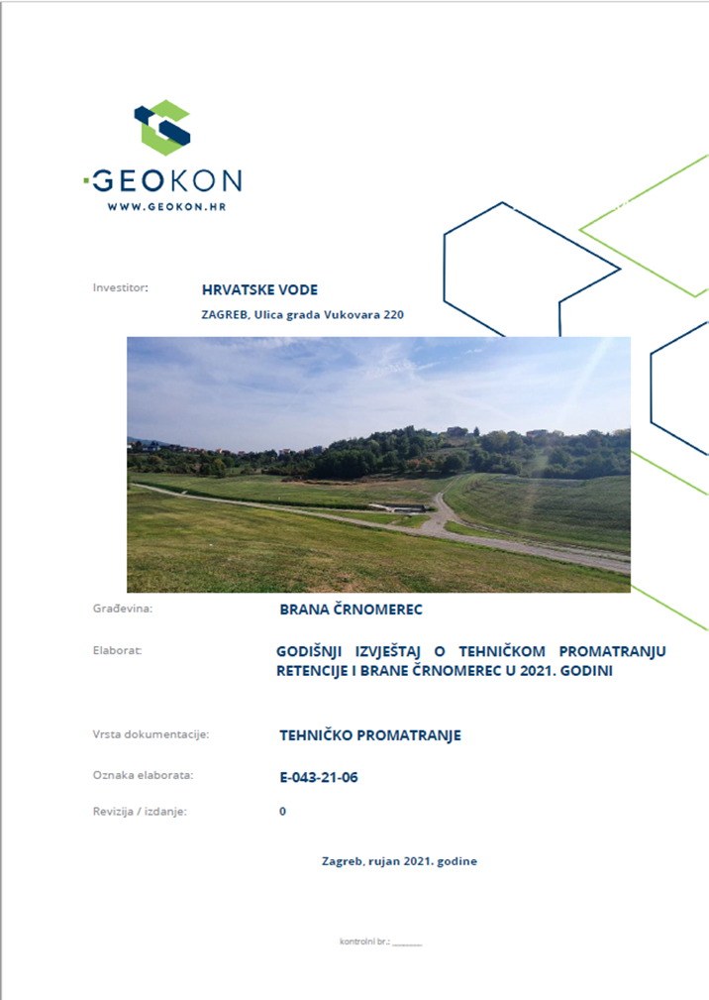 GEOKON
WWW.GEOKON.HR
Investitor: HRVATSKE VODE
ZAGREB, Ulica grada Vukovara 220
Građevina: BRANA ČRNOMEREC
Elaborat: GODIŠNJI IZVJEŠTAJ O TEHNIČKOM PROMATRANJU
RETENCIJE I BRANE ČRNOMEREC U 2021. GODINI
Vrsta dokumentacije: TEHNIČKO PROMATRANJE
Oznaka elaborata: E-043-21-06
Revizija / izdanje: 0
Zagreb, rujan 2021. godine
kontrolni br.: _______